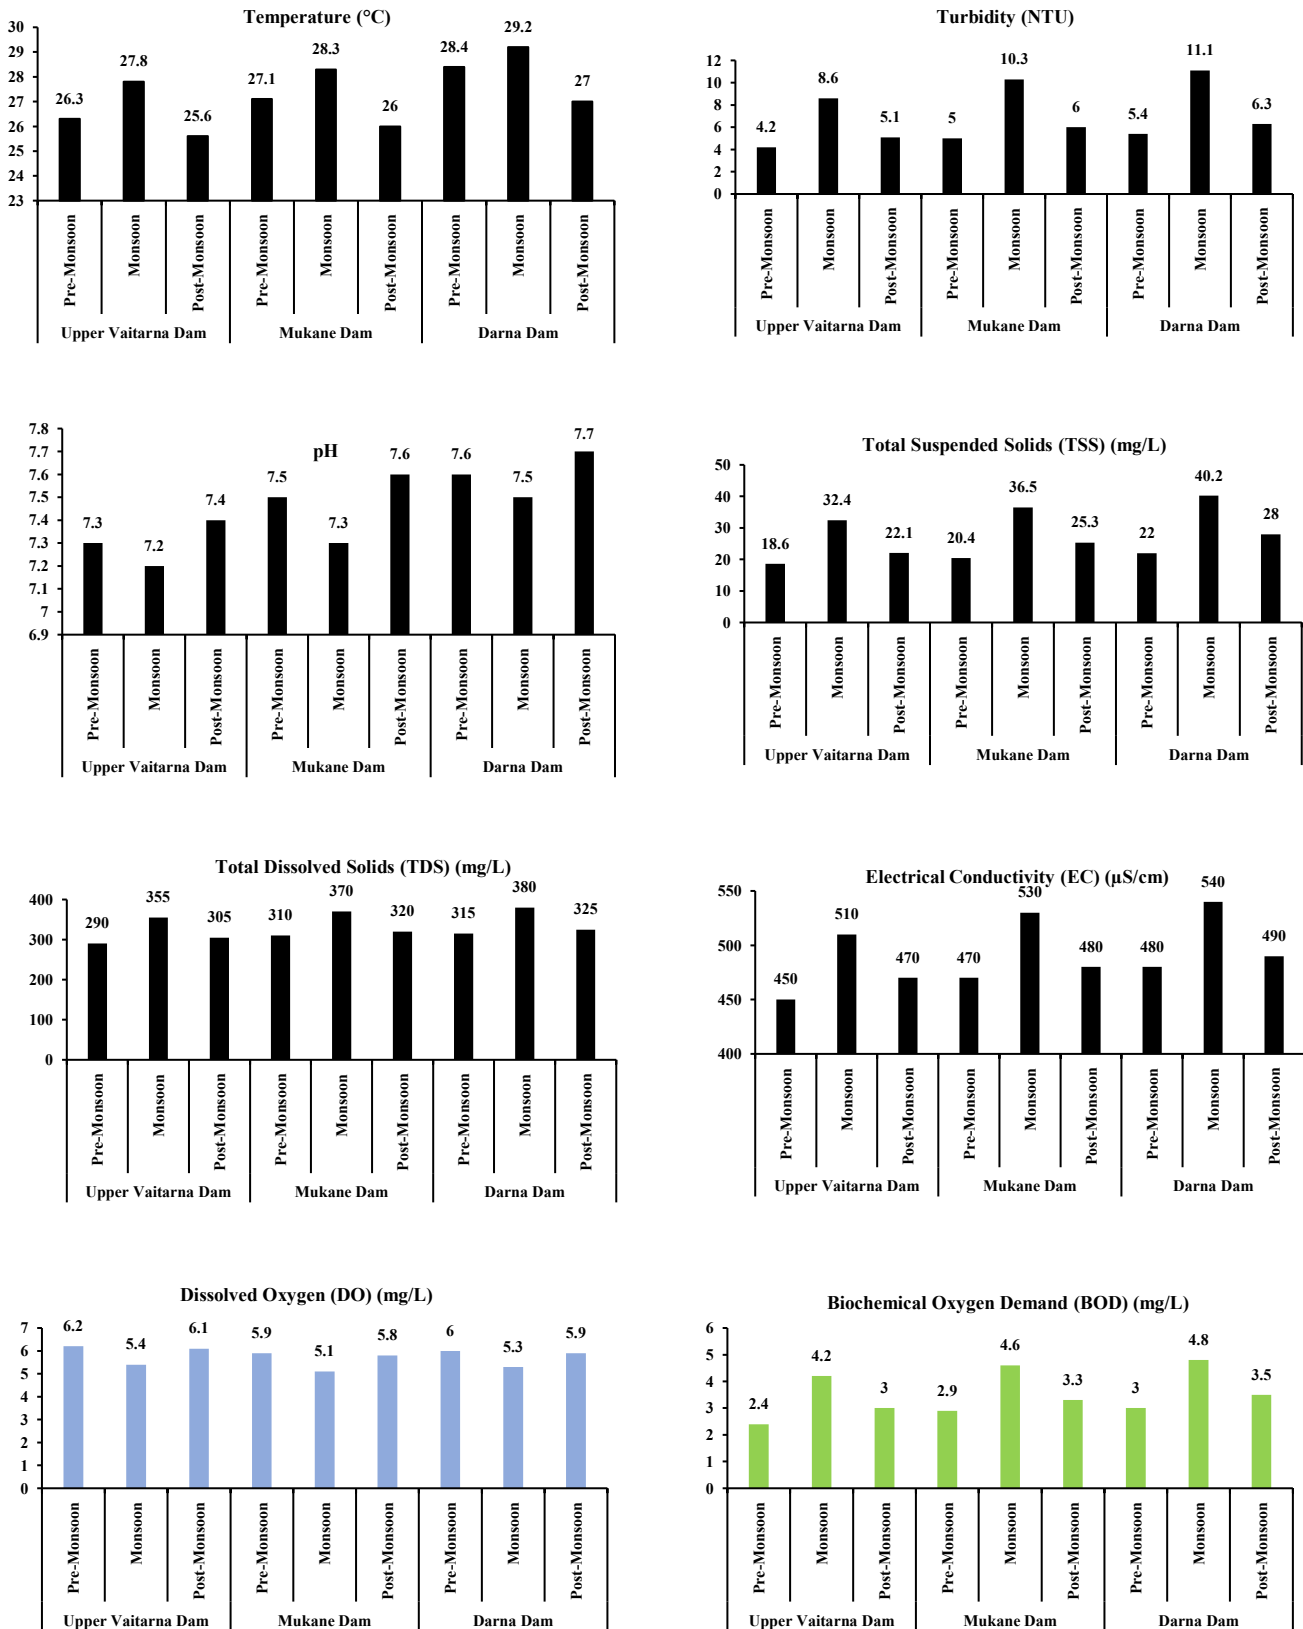 Temperature (°C)
30
29
28
27
26
25
24
23
26.3
27.8
25.6
27.1
28.3
26
28.4
29.2
27
Pre-Monsoon
Monsoon
Post-Monsoon
Pre-Monsoon
Monsoon
Post-Monsoon
Pre-Monsoon
Monsoon
Post-Monsoon
Upper Vaitarna Dam
Mukane Dam
Darna Dam
Turbidity (NTU)
12
10
8
6
4
2
0
4.2
8.6
5.1
5
10.3
6
5.4
11.1
6.3
Pre-Monsoon
Monsoon
Post-Monsoon
Pre-Monsoon
Monsoon
Post-Monsoon
Pre-Monsoon
Monsoon
Post-Monsoon
Upper Vaitarna Dam
Mukane Dam
Darna Dam
pH
7.8
7.7
7.6
7.5
7.4
7.3
7.2
7.1
7
6.9
7.3
7.2
7.4
7.5
7.3
7.6
7.6
7.5
7.7
Pre-Monsoon
Monsoon
Post-Monsoon
Pre-Monsoon
Monsoon
Post-Monsoon
Pre-Monsoon
Monsoon
Post-Monsoon
Upper Vaitarna Dam
Mukane Dam
Darna Dam
Total Suspended Solids (TSS) (mg/L)
50
40
30
20
10
0
18.6
32.4
22.1
20.4
36.5
25.3
22
40.2
28
Pre-Monsoon
Monsoon
Post-Monsoon
Pre-Monsoon
Monsoon
Post-Monsoon
Pre-Monsoon
Monsoon
Post-Monsoon
Upper Vaitarna Dam
Mukane Dam
Darna Dam
Total Dissolved Solids (TDS) (mg/L)
400
300
200
100
0
290
355
305
310
370
320
315
380
325
Pre-Monsoon
Monsoon
Post-Monsoon
Pre-Monsoon
Monsoon
Post-Monsoon
Pre-Monsoon
Monsoon
Post-Monsoon
Upper Vaitarna Dam
Mukane Dam
Darna Dam
Electrical Conductivity (EC) (µS/cm)
550
500
450
400
450
510
470
470
530
480
480
540
490
Pre-Monsoon
Monsoon
Post-Monsoon
Pre-Monsoon
Monsoon
Post-Monsoon
Pre-Monsoon
Monsoon
Post-Monsoon
Upper Vaitarna Dam
Mukane Dam
Darna Dam
Dissolved Oxygen (DO) (mg/L)
7
6
5
4
3
2
1
0
6.2
5.4
6.1
5.9
5.1
5.8
6
5.3
5.9
Pre-Monsoon
Monsoon
Post-Monsoon
Pre-Monsoon
Monsoon
Post-Monsoon
Pre-Monsoon
Monsoon
Post-Monsoon
Upper Vaitarna Dam
Mukane Dam
Darna Dam
Biochemical Oxygen Demand (BOD) (mg/L)
6
5
4
3
2
1
0
2.4
4.2
3
2.9
4.6
3.3
3
4.8
3.5
Pre-Monsoon
Monsoon
Post-Monsoon
Pre-Monsoon
Monsoon
Post-Monsoon
Pre-Monsoon
Monsoon
Post-Monsoon
Upper Vaitarna Dam
Mukane Dam
Darna Dam